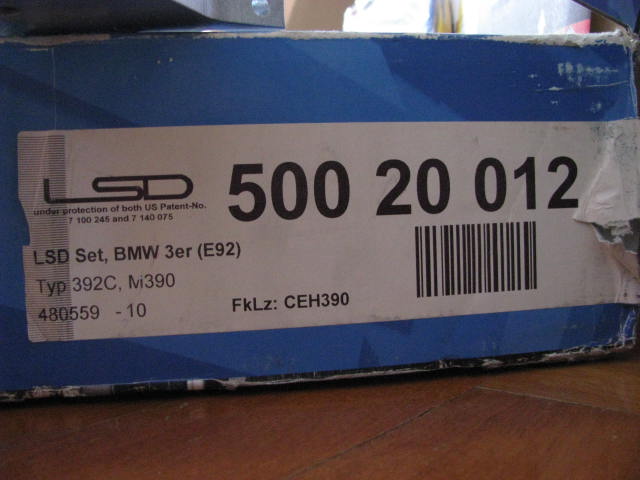 LSD
500 20 012
under protection of both US Patent-No.
7 100 245 and 7 140 075
LSD Set, BMW 3er (E92)
Typ 392C, M390
480559 - 10
FkLz: CEH390